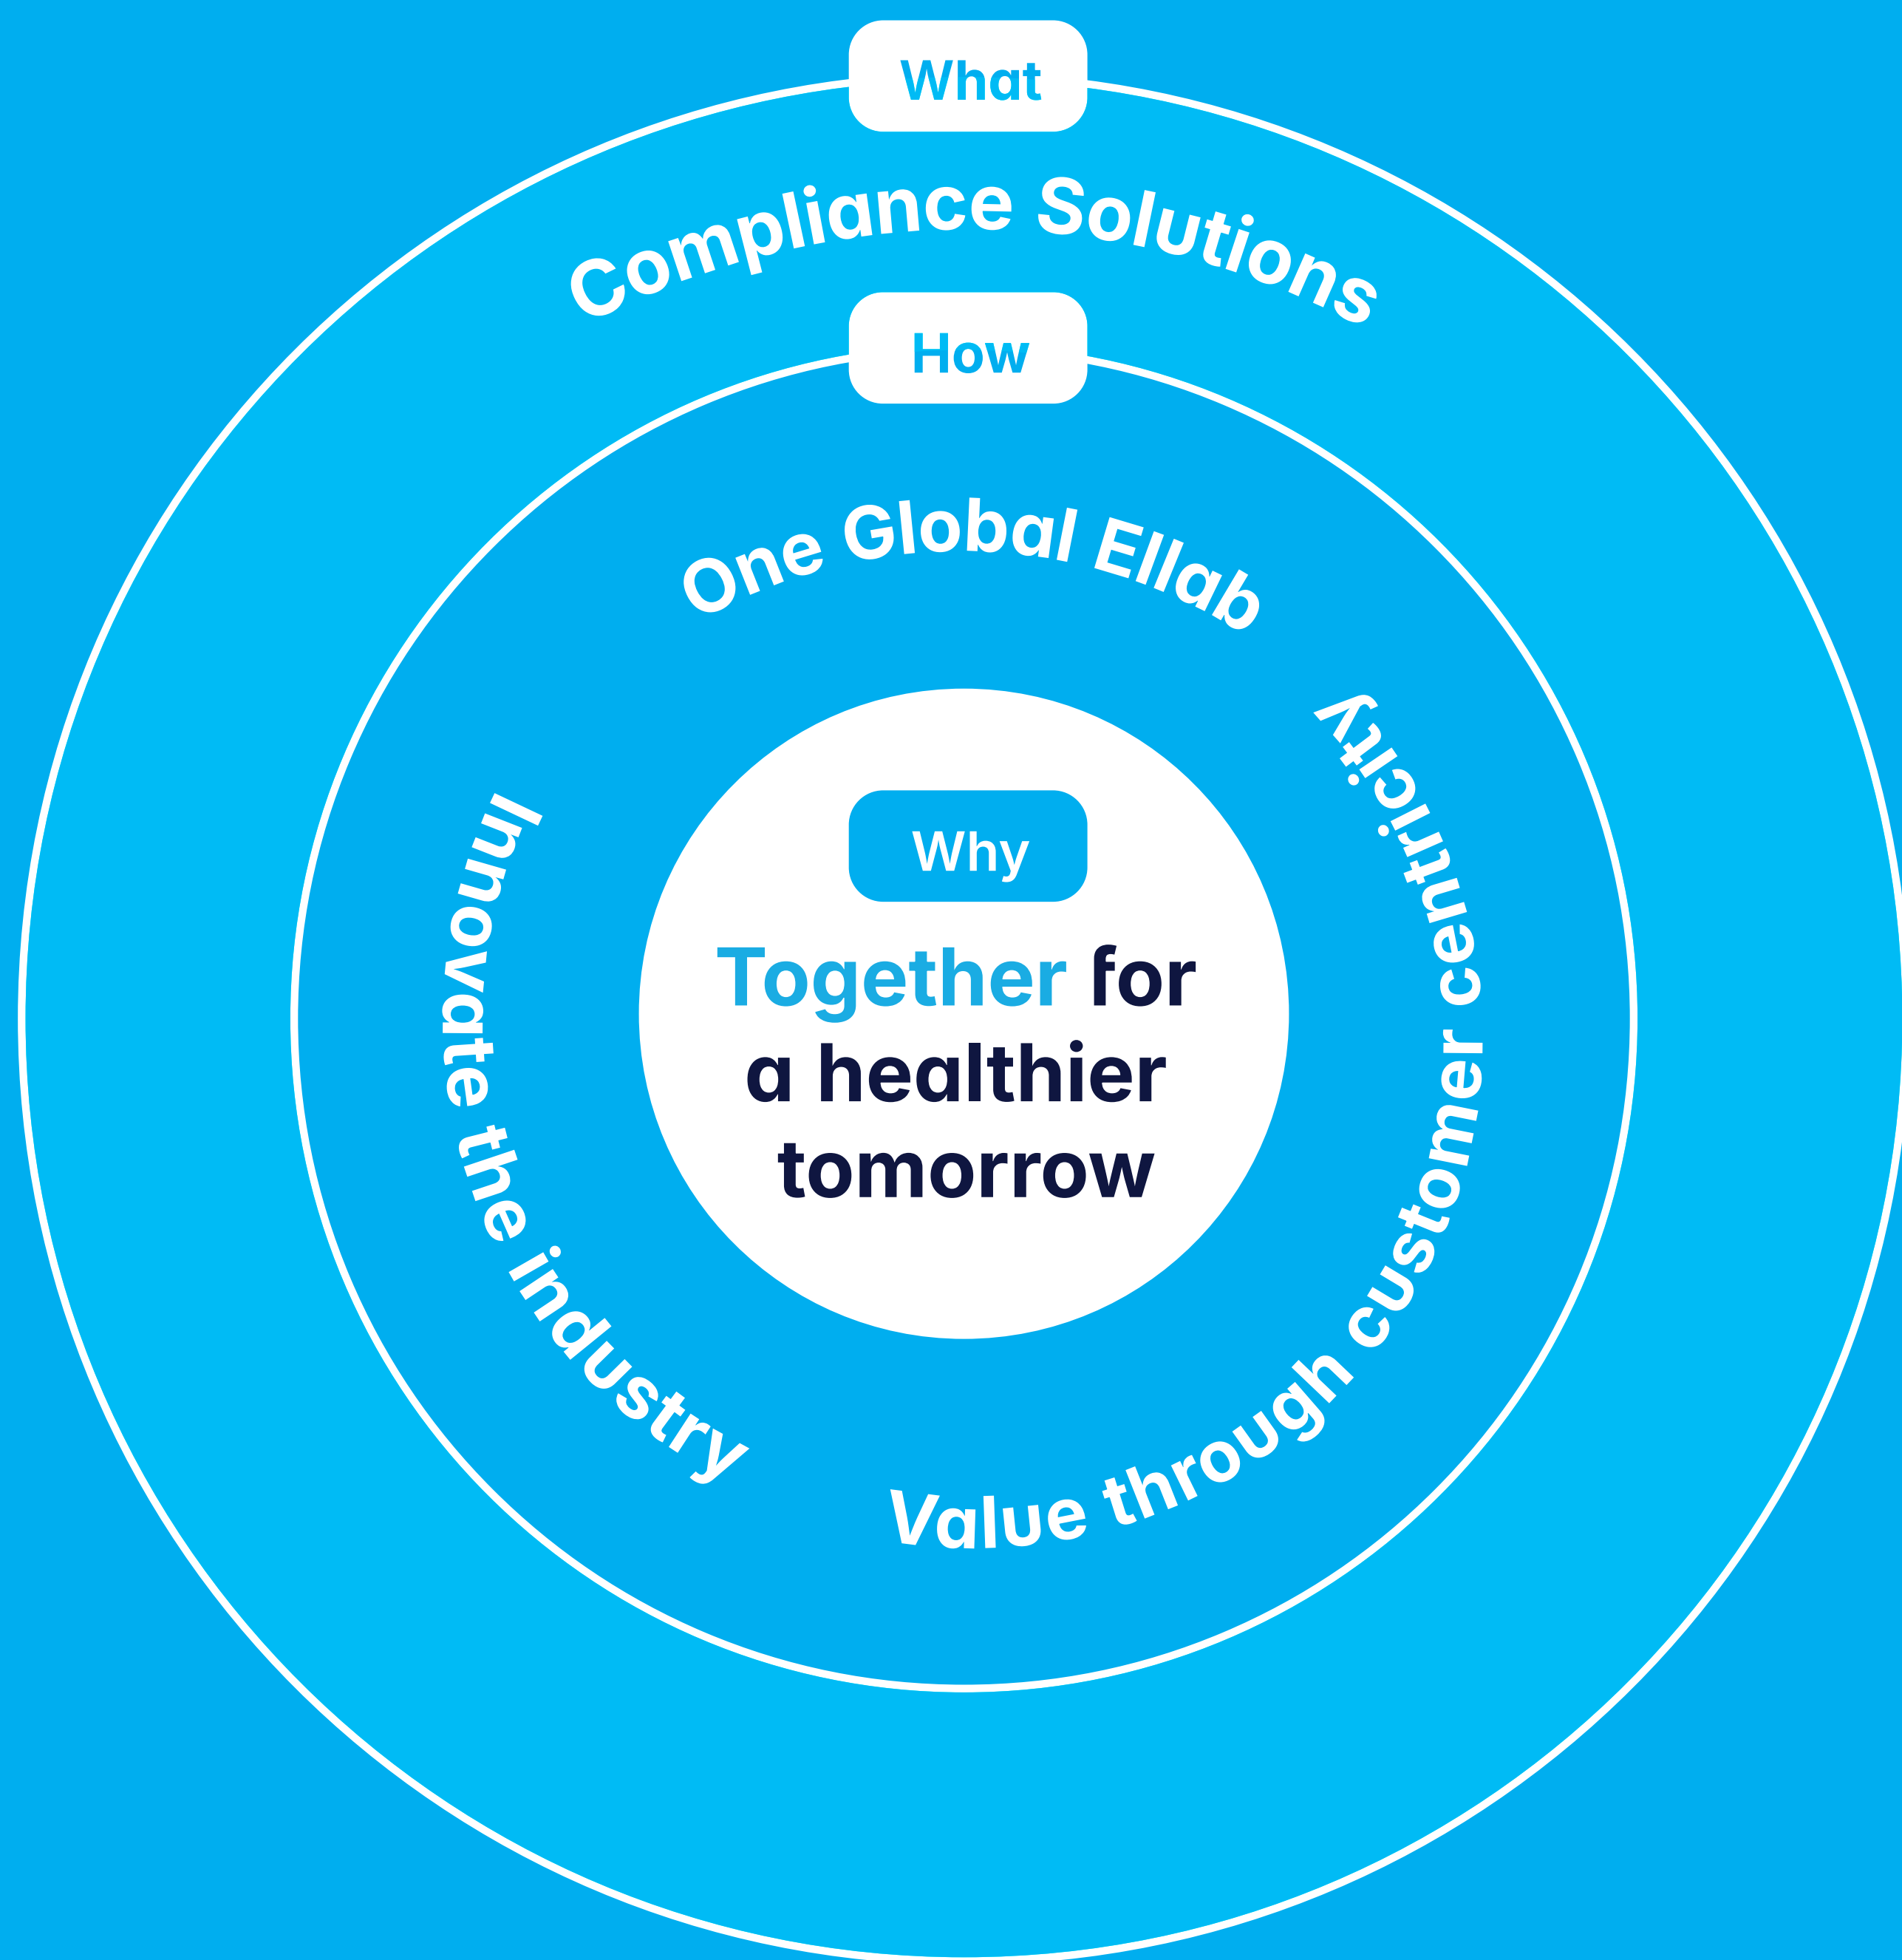 What
Compliance Solutions
How
One Global Ellab
Innovate the industry
Value through customer centricity
Why
Together for
a healthier
tomorrow